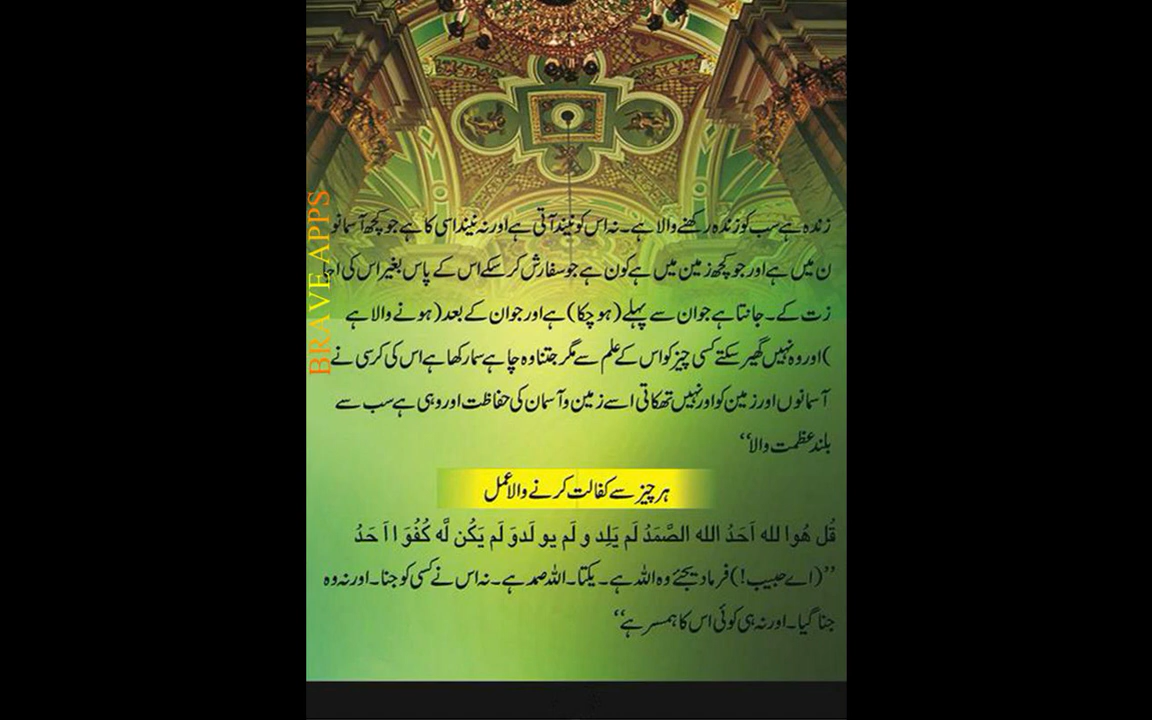 زندہ ہے سب کو زندہ رکھنے والا ہے۔ نہ اس کو نیند آتی ہے اور نہ نیند اسی کا ہے جو کچھ آسمانو
ن میں ہے اور جو کچھ زمین میں ہے کون ہے جو سفارش کر سکے اس کے پاس بغیر اس کی اجا
زت کے۔ جانتا ہے جو ان سے پہلے (ہو چکا) ہے اور جو ان کے بعد (ہونے والا ہے
) اور وہ نہیں گھیر سکتے کسی چیز کو اس کے علم سے مگر جتنا وہ چاہے سما رکھا ہے اس کی کرسی نے
آسمانوں اور زمین کو اور نہیں تھکاتی اسے زمین و آسمان کی حفاظت اور وہی ہے سب سے
بلند عظمت والا‘‘
ہر چیز سے کفالت کرنے والا عمل
قُل هُوا لله اَحَدُ الله الصَّمَدُ لَم يَلِد و لَم يو لَدوَ لَم يَكُن لَّه كُفُوَ ا اَ حَدُ
’’(اے حبیب!) فرما دیجئے وہ اللہ ہے۔ یکتا۔ اللہ صمد ہے۔ نہ اس نے کسی کو جنا۔ اور نہ وہ
جنا گیا۔ اور نہ ہی کوئی اس کا ہمسر ہے‘‘
BRAVE APPS